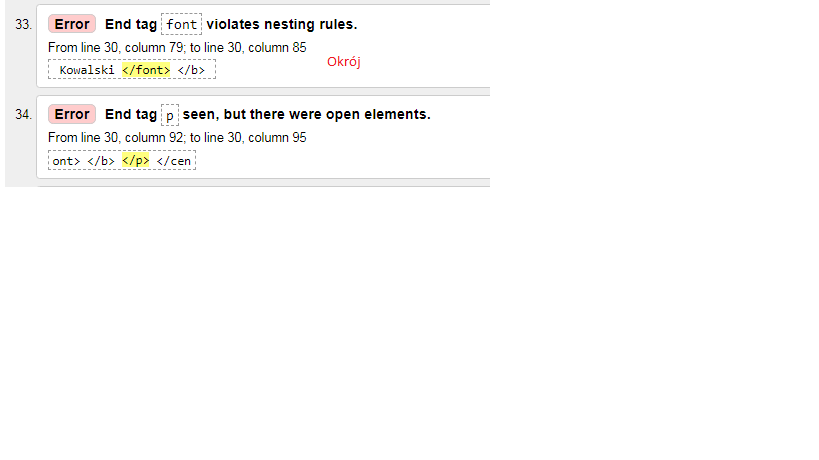 33. Error End tag font violates nesting rules.
From line 30, column 79; to line 30, column 85
Okrój
Kowalski </font> </b>
34. Error End tag p seen, but there were open elements.
From line 30, column 92; to line 30, column 95
ont> </b> </p> </cen